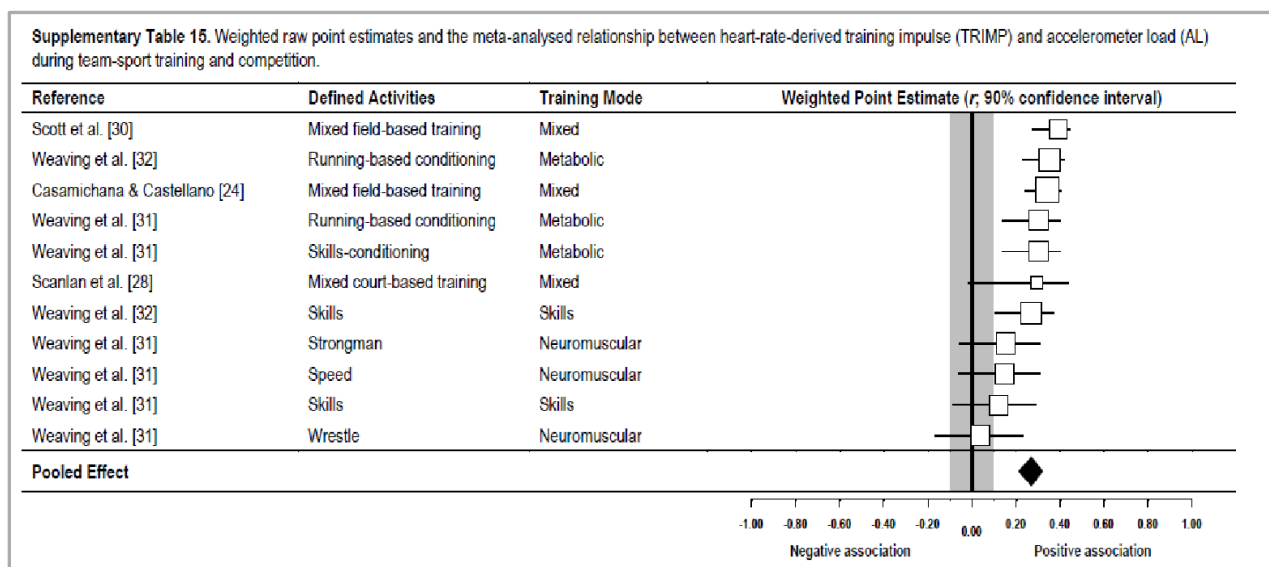 Supplementary Table 15. Weighted raw point estimates and the meta-analysed relationship between heart-rate-derived training impulse (TRIMP) and accelerometer load (AL)
during team-sport training and competition.
Reference Defined Activities Training Mode Weighted Point Estimate (r; 90% confidence interval)
Scott et al. [30] Mixed field-based training Mixed
Weaving et al. [32] Running-based conditioning Metabolic
Casamichana & Castellano [24] Mixed field-based training Mixed
Weaving et al. [31] Running-based conditioning Metabolic
Weaving et al. [31] Skills-conditioning Metabolic
Scanlan et al. [28] Mixed court-based training Mixed
Weaving et al. [32] Skills Skills
Weaving et al. [31] Strongman Neuromuscular
Weaving et al. [31] Speed Neuromuscular
Weaving et al. [31] Skills Skills
Weaving et al. [31] Wrestle Neuromuscular
Pooled Effect
-1.00 -0.80 -0.60 -0.40 -0.20 0.00 0.20 0.40 0.60 0.80 1.00
Negative association Positive association